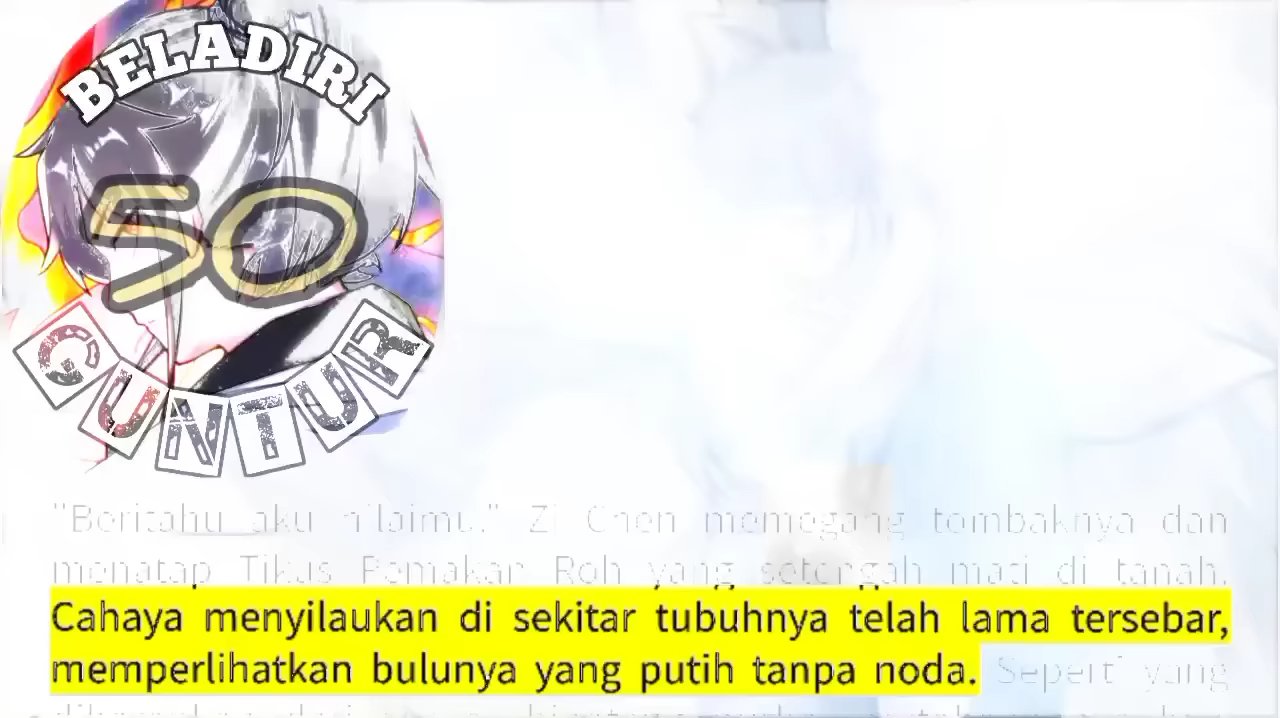 BELADIRI
50
GUNTUR
"Beritahu aku nilaimu." Zi Chen memegang tombaknya dan
menatap Tikus Pemakan Roh yang setengah mati di tanah.
Cahaya menyilaukan di sekitar tubuhnya telah lama tersebar,
memperlihatkan bulunya yang putih tanpa noda. Seperti yang